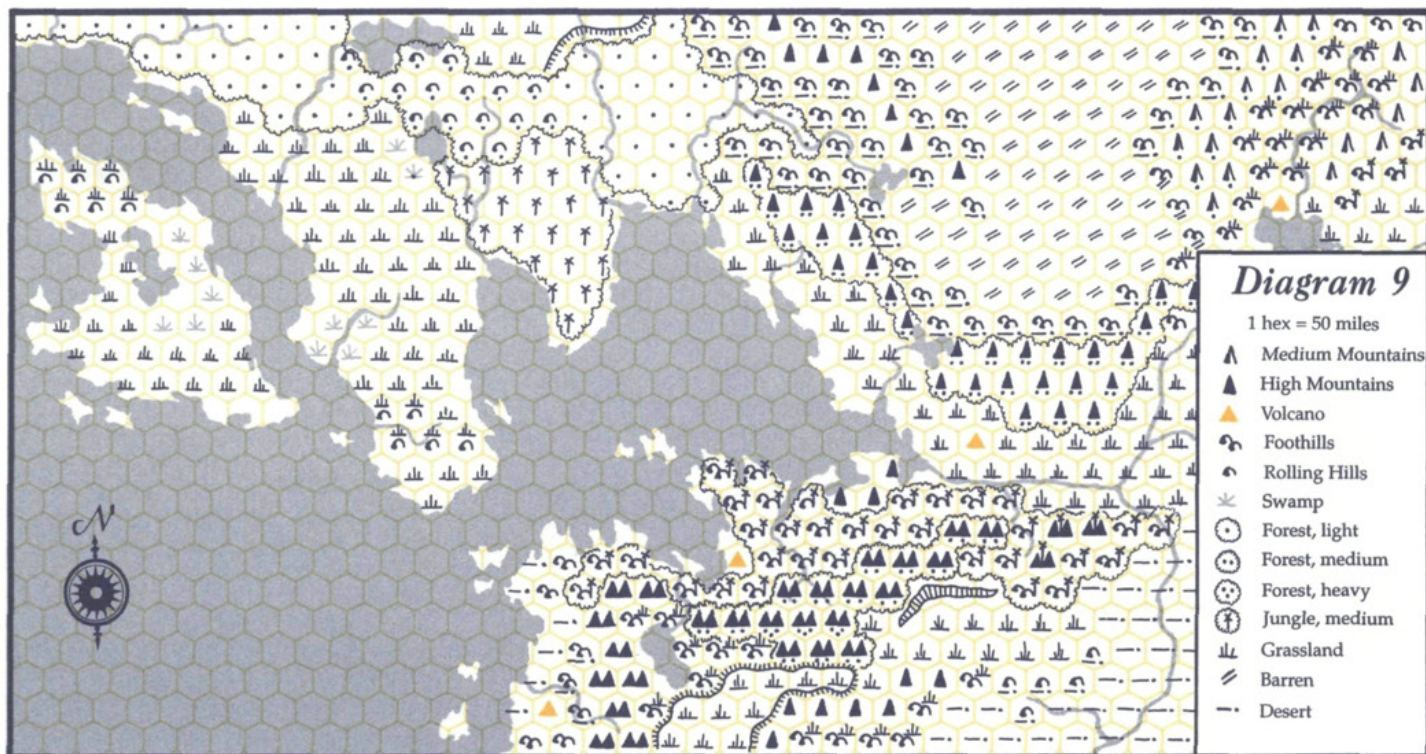 Diagram 9
1 hex = 50 miles
Medium Mountains
High Mountains
Volcano
Foothills
Rolling Hills
Swamp
Forest, light
Forest, medium
Forest, heavy
Jungle, medium
Grassland
Barren
Desert
N